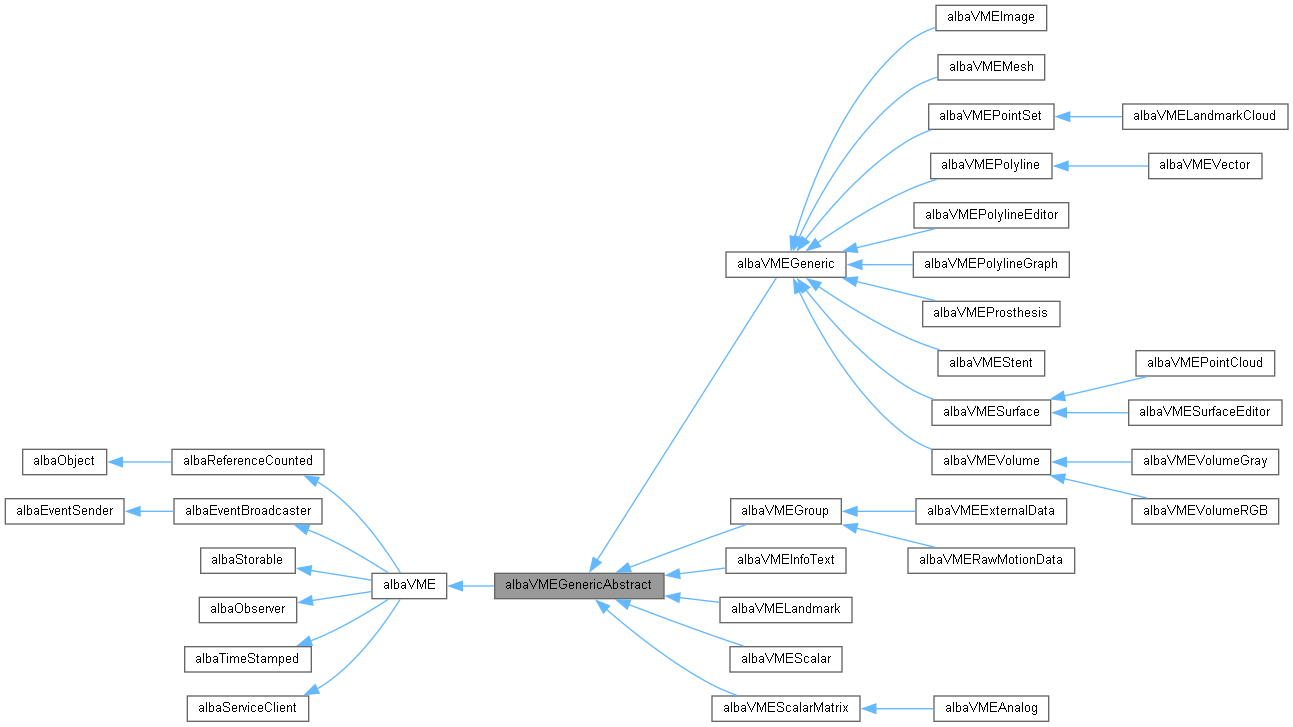 albaVMEImage
albaVMEMesh
albaVMEPointSet
albaVMELandmarkCloud
albaVMEPolyline
albaVMEVector
albaVMEPolylineEditor
albaVMEGeneric
albaVMEPolylineGraph
albaVMEProsthesis
albaVMEStent
albaVMEPointCloud
albaVMESurface
albaVMESurfaceEditor
albaObject
albaReferenceCounted
albaVMEVolume
albaVMEVolumeGray
albaEventSender
albaEventBroadcaster
albaVMEGroup
albaVMEExternalData
albaVMEVolumeRGB
albaStorable
albaVMEInfoText
albaVMERawMotionData
albaVME
albaVMEGenericAbstract
albaObserver
albaVMELandmark
albaTimeStamped
albaVMEScalar
albaServiceClient
albaVMEScalarMatrix
albaVMEAnalog